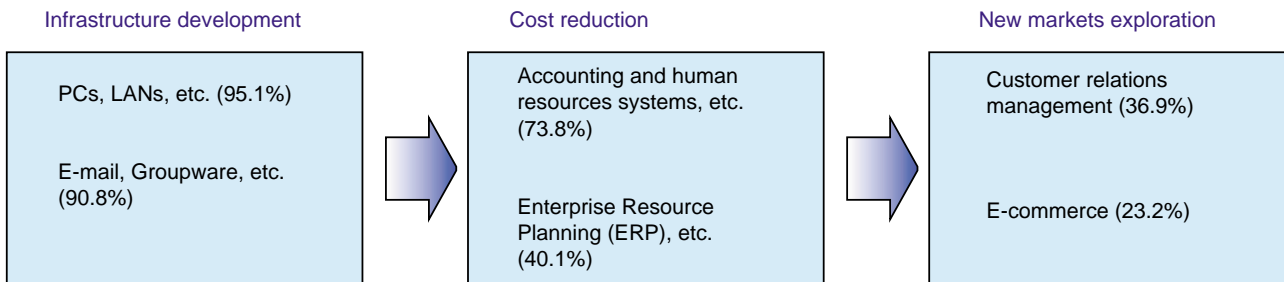 Infrastructure development
PCs, LANs, etc. (95.1%)
E-mail, Groupware, etc.
(90.8%)
Cost reduction
Accounting and human
resources systems, etc.
(73.8%)
Enterprise Resource
Planning (ERP), etc.
(40.1%)
New markets exploration
Customer relations
management (36.9%)
E-commerce (23.2%)